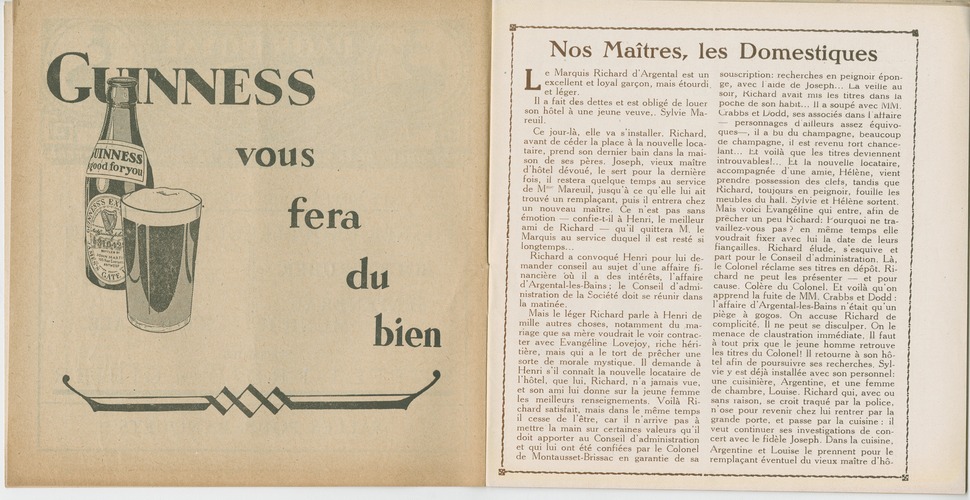 GUINNESS
GUINNESS
good for you
vous
fera
du
bien
Nos Maîtres, les Domestiques
Le Marquis Richard d'Argental est un
excellent et loyal garçon, mais étourdi
et léger.
Il a fait des dettes et est obligé de louer
son hôtel à une jeune veuve,. Sylvie Ma-
reuil.
Ce jour-là, elle va s'installer. Richard,
avant de céder la place à la nouvelle loca-
taire, prend son dernier bain dans la mai-
son de ses pères. Joseph, vieux maître
d'hôtel dévoué, le sert pour la dernière
fois, il restera quelque temps au service
de Mme Mareuil, jusqu'à ce qu'elle lui ait
trouvé un remplaçant, puis il entrera chez
un nouveau maître. Ce n'est pas sans
émotion — confie-t-il à Henri, le meilleur
ami de Richard — qu'il quittera M. le
Marquis au service duquel il est resté si
longtemps...
Richard a convoqué Henri pour lui de-
mander conseil au sujet d'une affaire fi-
nancière où il a des intérêts, l'affaire
d'Argental-les-Bains ; le Conseil d'admi-
nistration de la Société doit se réunir dans
la matinée.
Mais le léger Richard parle à Henri de
mille autres choses, notamment du ma-
riage que sa mère voudrait le voir contrac-
ter avec Evangéline Lovejoy, riche héri-
tière, mais qui a le tort de prêcher une
sorte de morale mystique. Il demande à
Henri s'il connaît la nouvelle locataire de
l'hôtel, que lui, Richard, n'a jamais vue,
et son ami lui donne sur la jeune femme
les meilleurs renseignements. Voilà Ri-
chard satisfait, mais dans le même temps
il cesse de l'être, car il n'arrive pas à
mettre la main sur certaines valeurs qu'il
doit apporter au Conseil d'administration
et qui lui ont été confiées par le Colonel
de Montausset-Brissac en garantie de sa
souscription: recherches en peignoir épon-
ge, avec l'aide de Joseph... La veille au
soir, Richard avait mis les titres dans la
poche de son habit... Il a soupé avec MM.
Crabbs et Dodd, ses associés dans l'affaire
— personnages d'ailleurs assez équivo-
ques—, il a bu du champagne, beaucoup
de champagne, il est revenu fort chance-
lant... Et voilà que les titres deviennent
introuvables!... Et la nouvelle locataire,
accompagnée d'une amie, Hélène, vient
prendre possession des clefs, tandis que
Richard, toujours en peignoir, fouille les
meubles du hall. Sylvie et Hélène sortent.
Mais voici Evangéline qui entre, afin de
prêcher un peu Richard: Pourquoi ne tra-
vaillez-vous pas ? en même temps elle
voudrait fixer avec lui la date de leurs
fiançailles. Richard élude, s'esquive et
part pour le Conseil d'administration. Là,
le Colonel réclame ses titres en dépôt. Ri-
chard ne peut les présenter — et pour
cause. Colère du Colonel. Et voilà qu'on
apprend la fuite de MM. Crabbs et Dodd ;
l'affaire d'Argental-les-Bains n'était qu'un
piège à gogos. On accuse Richard de
complicité. Il ne peut se disculper. On le
menace de claustration immédiate. Il faut
à tout prix que le jeune homme retrouve
les titres du Colonel! Il retourne à son hô-
tel afin de poursuivre ses recherches. Syl-
vie y est déjà installée avec son personnel:
une cuisinière, Argentine, et une femme
de chambre, Louise. Richard qui, avec ou
sans raison, se croit traqué par la police,
n'ose pour revenir chez lui rentrer par la
grande porte, et passe par la cuisine : il
veut continuer ses investigations de con-
cert avec le fidèle Joseph. Dans la cuisine,
Argentine et Louise le prennent pour le
remplaçant éventuel du vieux maître d'hô-